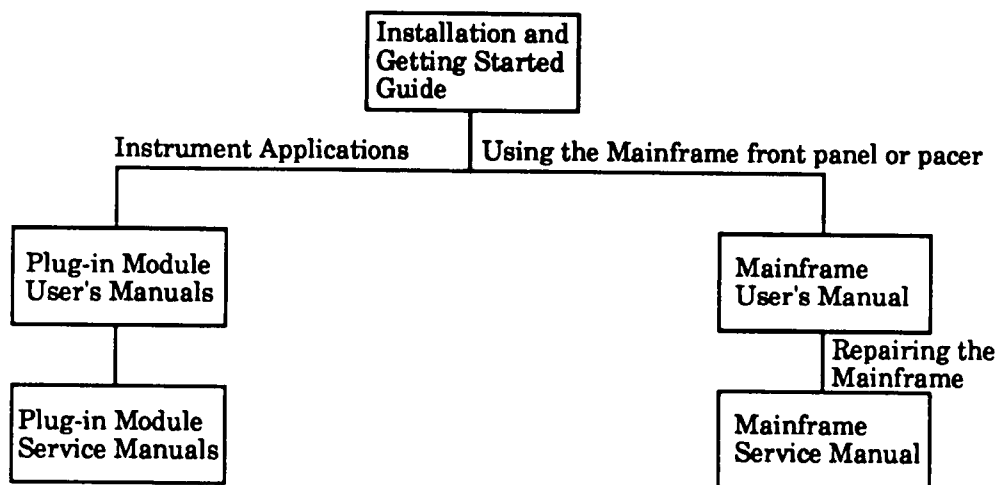 Installation and
Getting Started
Guide
Instrument Applications
Using the Mainframe front panel or pacer
Plug-in Module
User's Manuals
Mainframe
User's Manual
Repairing the
Mainframe
Plug-in Module
Service Manuals
Mainframe
Service Manual